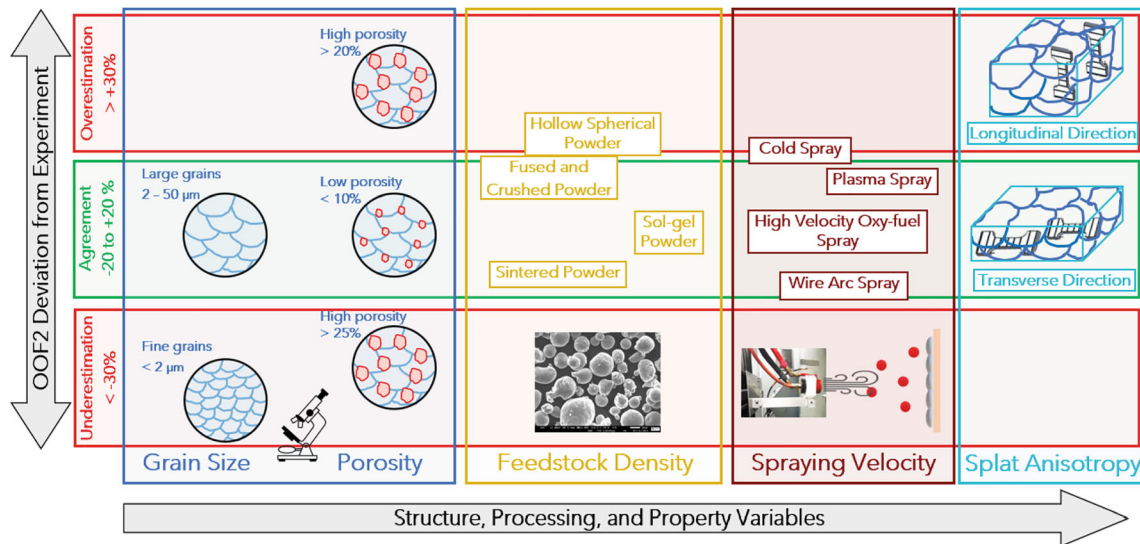 OOF2 Deviation from Experiment
Overestimation
> +30%
Agreement
-20 to +20 %
Underestimation
< -30%
High porosity
> 20%
Large grains
2 – 50 μm
Low porosity
< 10%
Fine grains
< 2 μm
High porosity
> 25%
Hollow Spherical
Powder
Fused and
Crushed Powder
Sol-gel
Powder
Sintered Powder
Cold Spray
Plasma Spray
High Velocity Oxy-fuel
Spray
Wire Arc Spray
Longitudinal Direction
Transverse Direction
Grain Size
Porosity
Feedstock Density
Spraying Velocity
Splat Anisotropy
Structure, Processing, and Property Variables